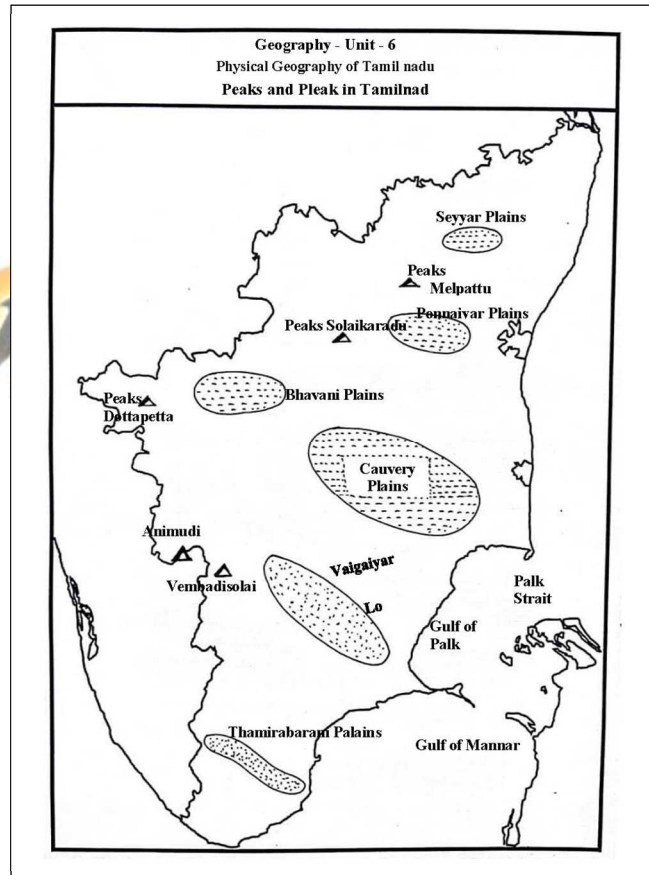 Geography - Unit - 6
Physical Geography of Tamil nadu
Peaks and Pleak in Tamilnad
Seyyar Plains
Peaks
Melpattu
Ponnaiyar Plains
Peaks Solaikaradu
Peaks
Dottapetta
Bhavani Plains
Cauvery
Plains
Animudi
Vembadisolai
Vaigaiyar
Lo
Palk
Strait
Gulf of
Palk
Thamirabarani Palains
Gulf of Mannar